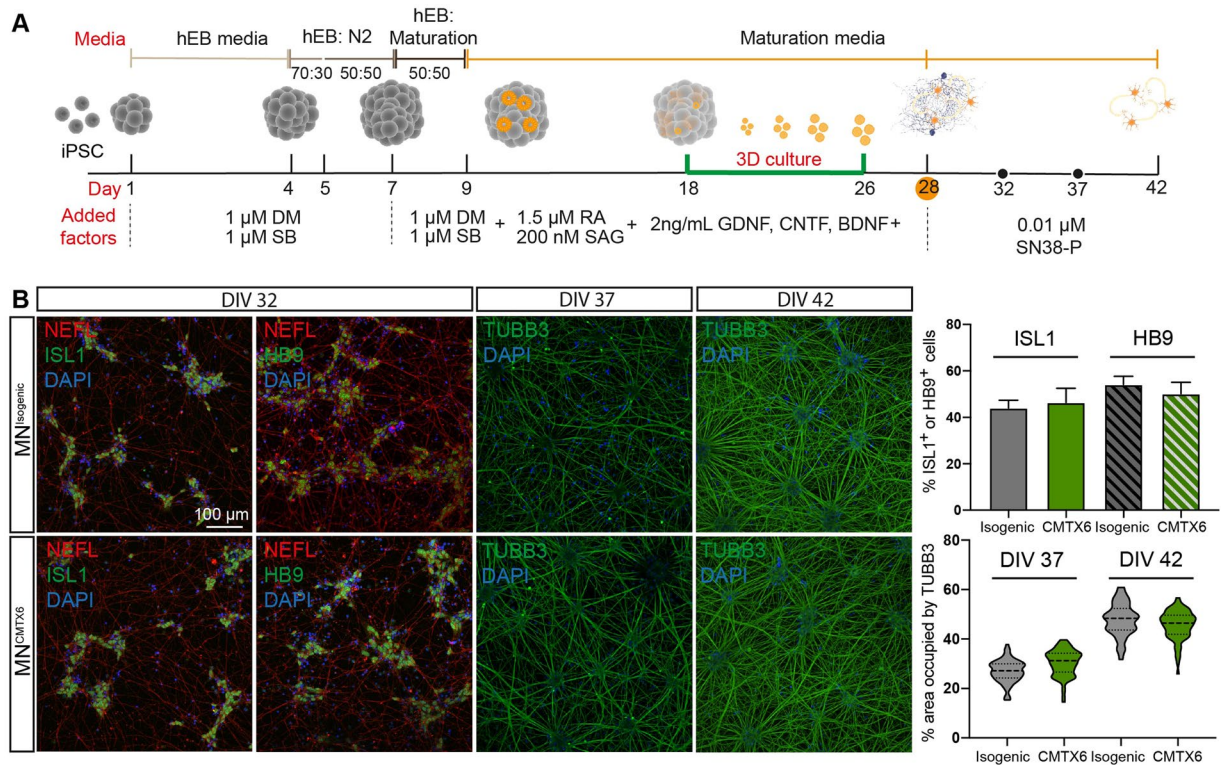 A
Media
hEB media
hEB: N2
hEB:
Maturation
Maturation media
70:30 50:50
50:50
iPSC
3D culture
Day 1 4 5 7 9 18 26 28 32 37 42
Added
factors
1 µM DM
1 µM SB
1 µM DM
1 µM SB
+
1.5 µM RA
200 nM SAG
+
2ng/mL GDNF, CNTF, BDNF+
0.01 µM
SN38-P
B
DIV 32
DIV 37
DIV 42
MNIsogenic
NEFL
ISL1
DAPI
100 µm
NEFL
HB9
DAPI
TUBB3
DAPI
TUBB3
DAPI
MNCMTX6
NEFL
ISL1
DAPI
NEFL
HB9
DAPI
TUBB3
DAPI
TUBB3
DAPI
% ISL1+ or HB9+ cells
80
60
40
20
0
ISL1
HB9
Isogenic CMTX6 Isogenic CMTX6
% area occupied by TUBB3
80
60
40
20
0
DIV 37
DIV 42
Isogenic CMTX6 Isogenic CMTX6